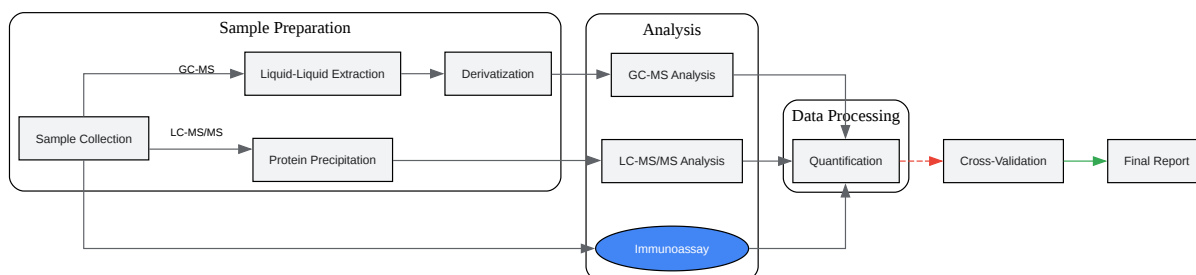 Sample Preparation
Analysis
GC-MS
Liquid-Liquid Extraction
Derivatization
GC-MS Analysis
Data Processing
Sample Collection
LC-MS/MS
Protein Precipitation
LC-MS/MS Analysis
Quantification
Cross-Validation
Final Report
Immunoassay